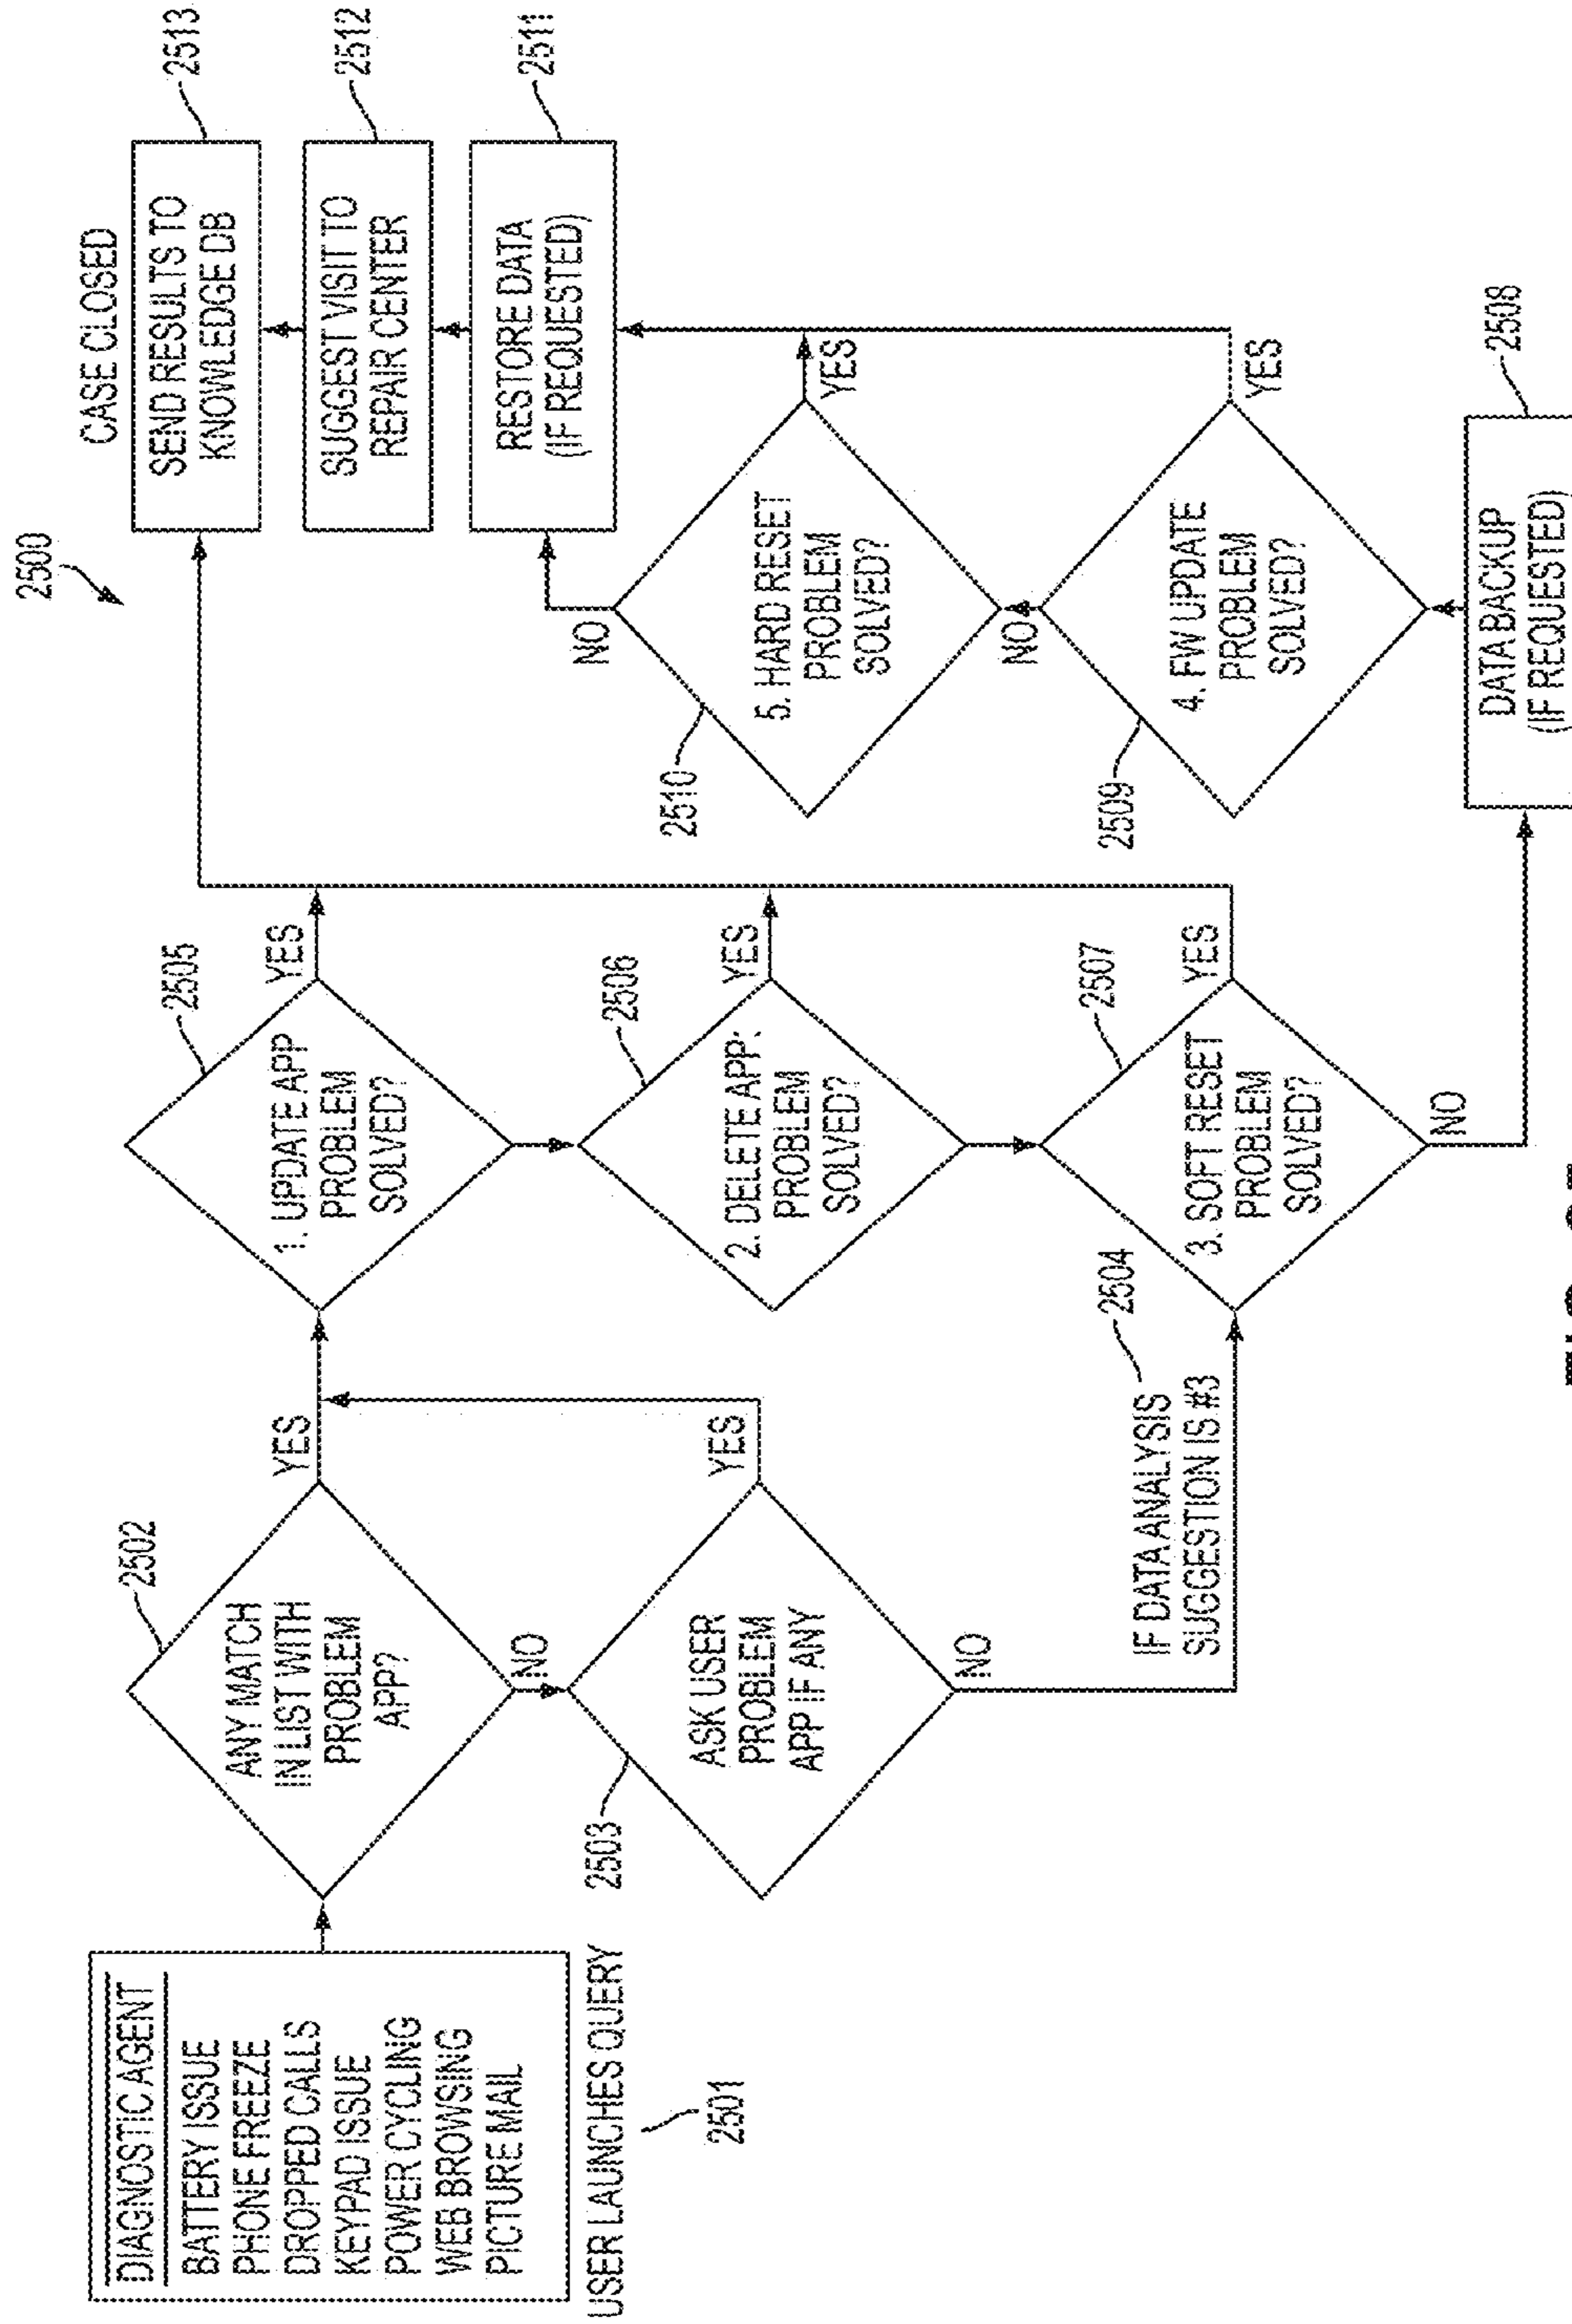 2500
DIAGNOSTIC AGENT
BATTERY ISSUE
PHONE FREEZE
DROPPED CALLS
KEYPAD ISSUE
POWER CYCLING
WEB BROWSING
PICTURE MAIL
USER LAUNCHES QUERY
2501
2502
ANY MATCH
IN LIST WITH
PROBLEM
APP?
YES
NO
2503
ASK USER
PROBLEM
APP IF ANY
YES
NO
2504
IF DATA ANALYSIS
SUGGESTION IS #3
2505
1. UPDATE APP
PROBLEM
SOLVED?
YES
2506
2. DELETE APP:
PROBLEM
SOLVED?
YES
2507
3. SOFT RESET
PROBLEM
SOLVED?
YES
NO
2508
DATA BACKUP
(IF REQUESTED)
2509
4. FW UPDATE
PROBLEM
SOLVED?
YES
NO
2510
5. HARD RESET
PROBLEM
SOLVED?
YES
NO
2511
RESTORE DATA
(IF REQUESTED)
2512
SUGGEST VISIT TO
REPAIR CENTER
2513
CASE CLOSED
SEND RESULTS TO
KNOWLEDGE DB